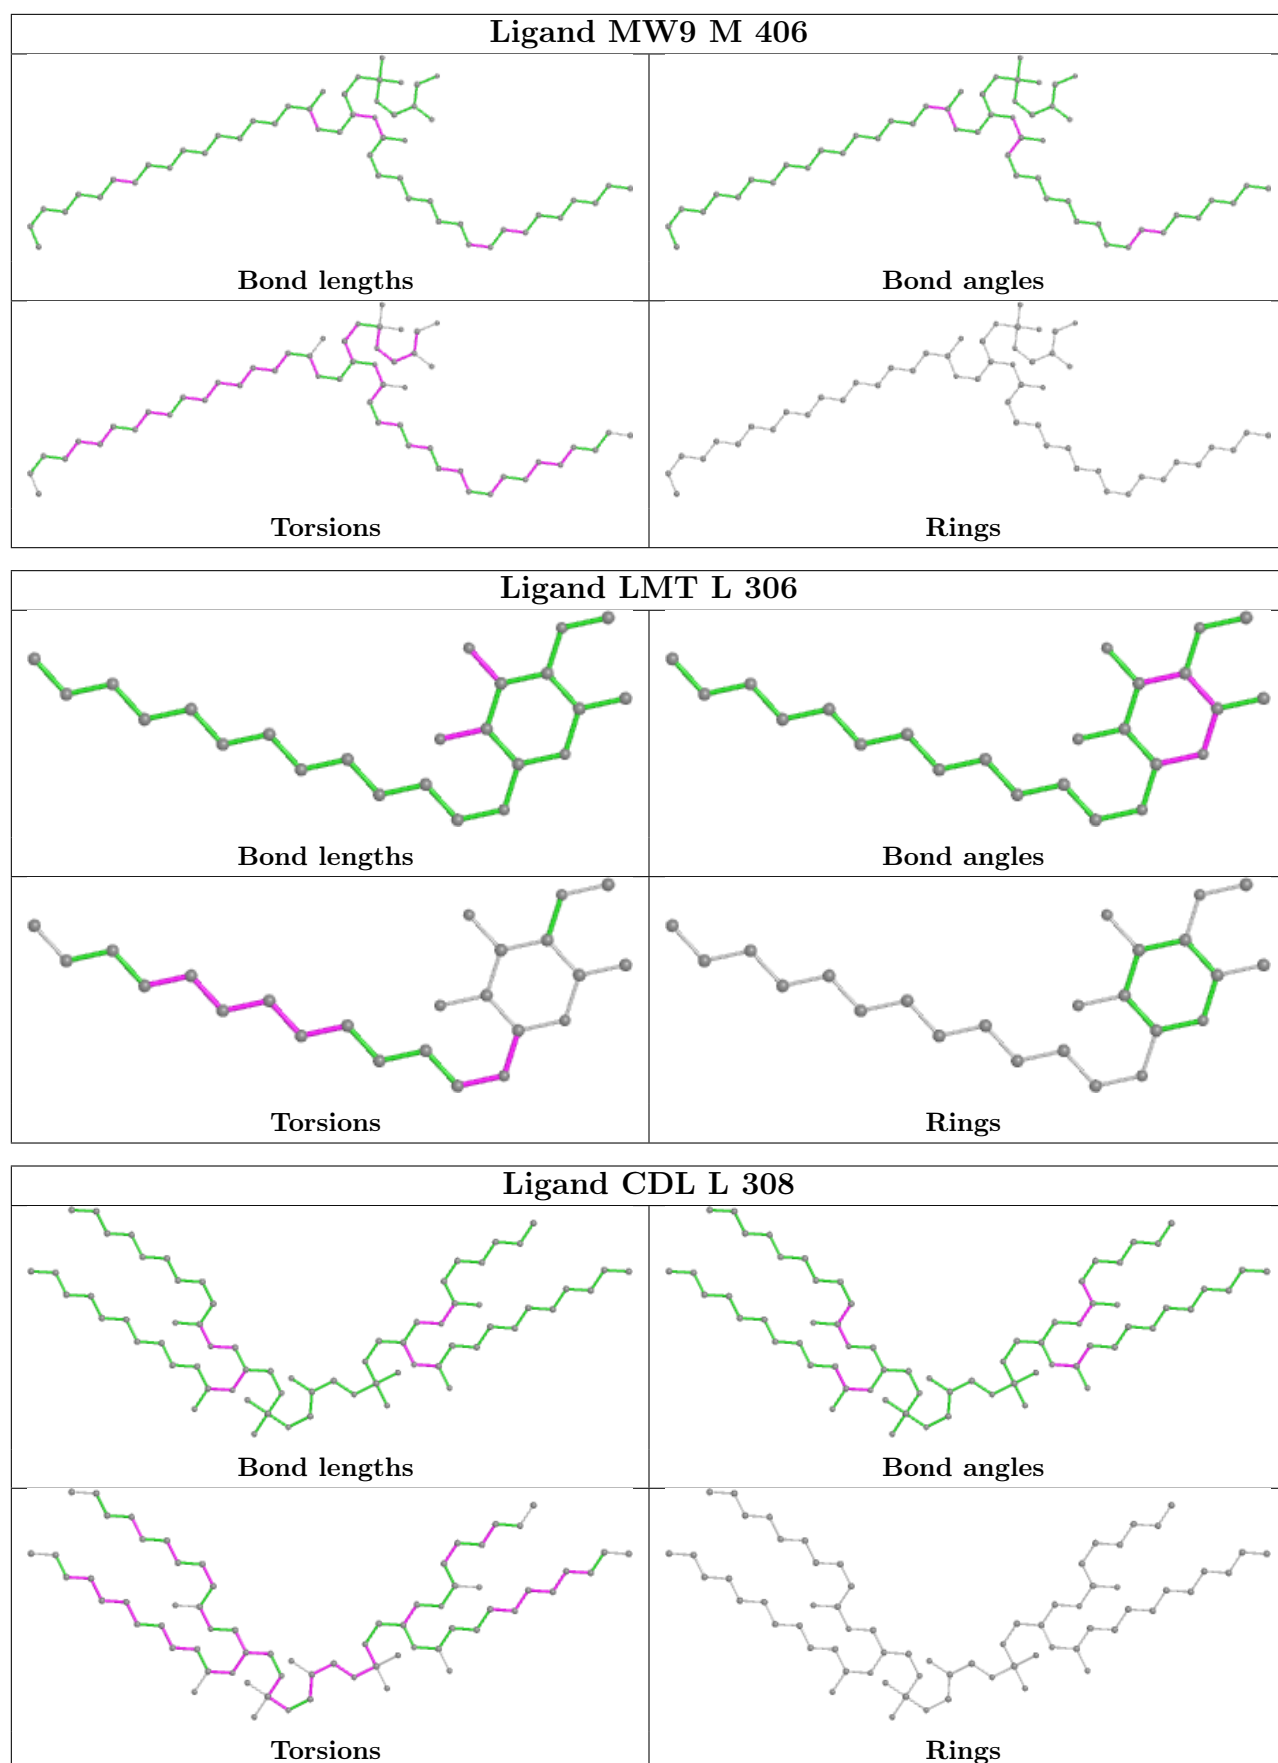 Ligand MW9 M 406
Bond lengths
Bond angles
Torsions
Rings
Ligand LMT L 306
Bond lengths
Bond angles
Torsions
Rings
Ligand CDL L 308
Bond lengths
Bond angles
Torsions
Rings